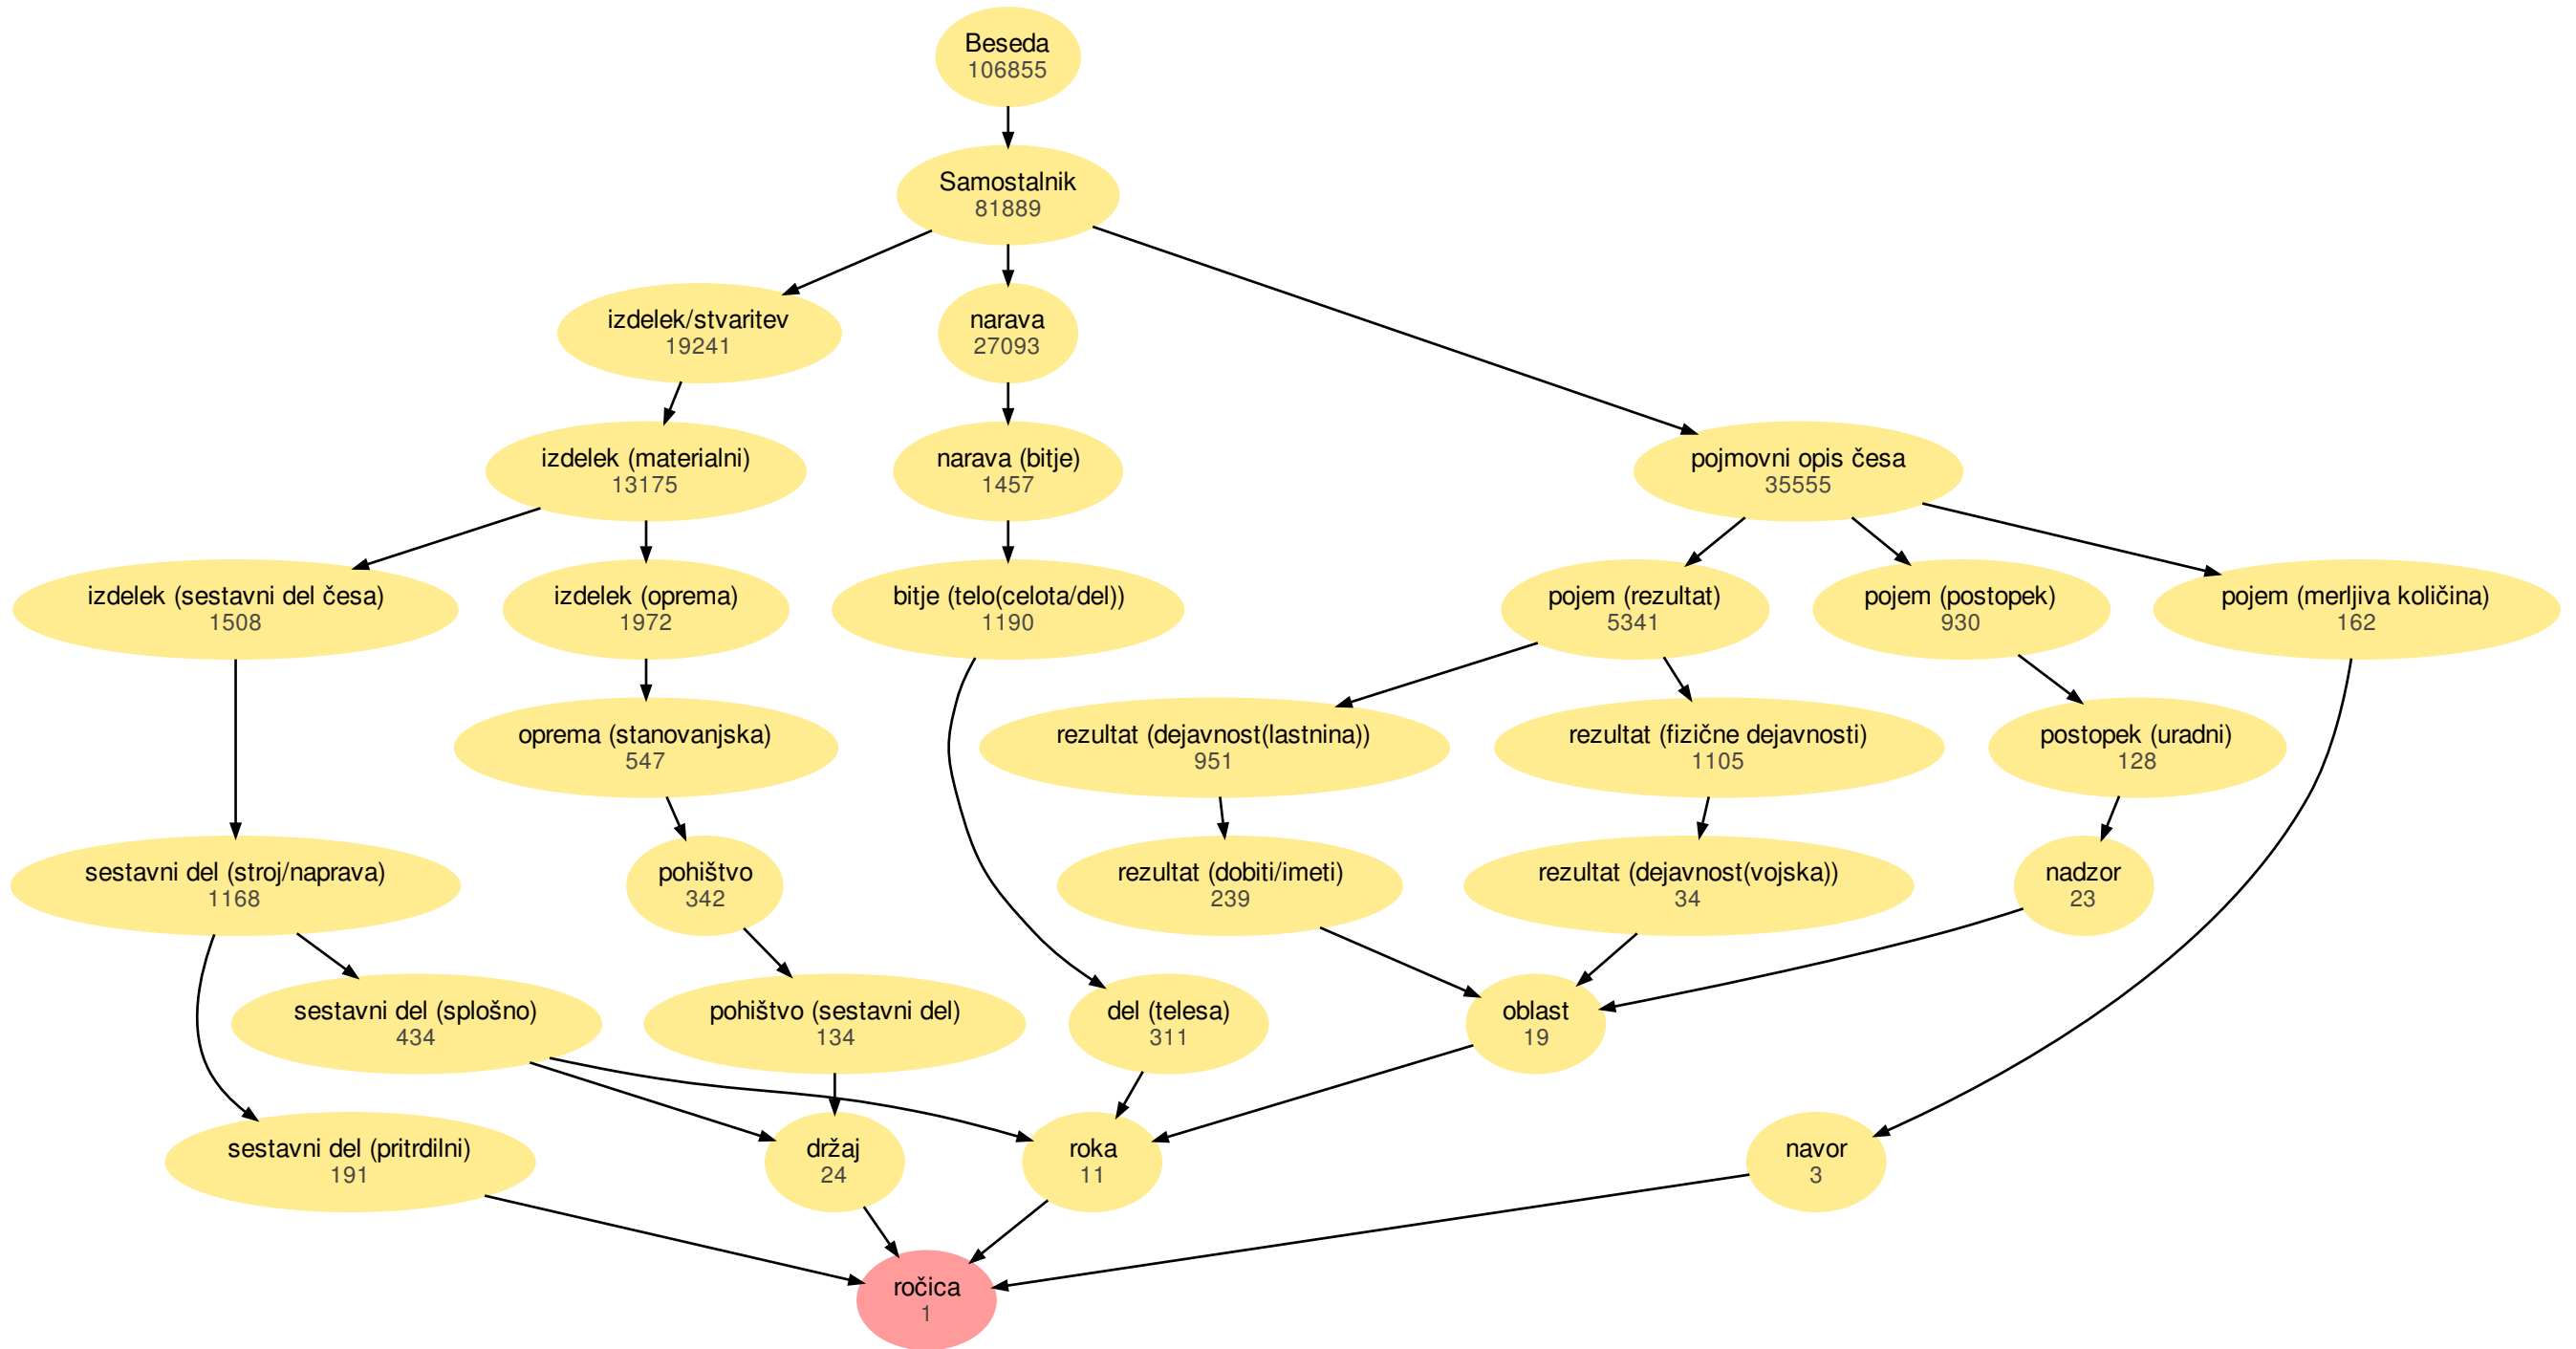 Beseda
106855
Samostalnik
81889
izdelek/stvaritev
19241
narava
27093
izdelek (materialni)
13175
narava (bitje)
1457
pojmovni opis česa
35555
izdelek (sestavni del česa)
1508
izdelek (oprema)
1972
bitje (telo(celota/del))
1190
pojem (rezultat)
5341
pojem (postopek)
930
pojem (merljiva količina)
162
oprema (stanovanjska)
547
rezultat (dejavnost(lastnina))
951
rezultat (fizične dejavnosti)
1105
postopek (uradni)
128
sestavni del (stroj/naprava)
1168
pohištvo
342
rezultat (dobiti/imeti)
239
rezultat (dejavnost(vojska))
34
nadzor
23
sestavni del (splošno)
434
pohištvo (sestavni del)
134
del (telesa)
311
oblast
19
sestavni del (pritrdilni)
191
držaj
24
roka
11
navor
3
ročica
1